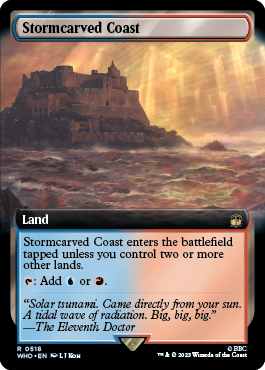 Stormcarved Coast
Land
Stormcarved Coast enters the battlefield
tapped unless you control two or more
other lands.
: Add or .
“Solar tsunami. Came directly from your sun.
A tidal wave of radiation. Big, big, big.”
—The Eleventh Doctor
R 0518
WHO • EN LJ Koh
© BBC
™ & © 2023 Wizards of the Coast